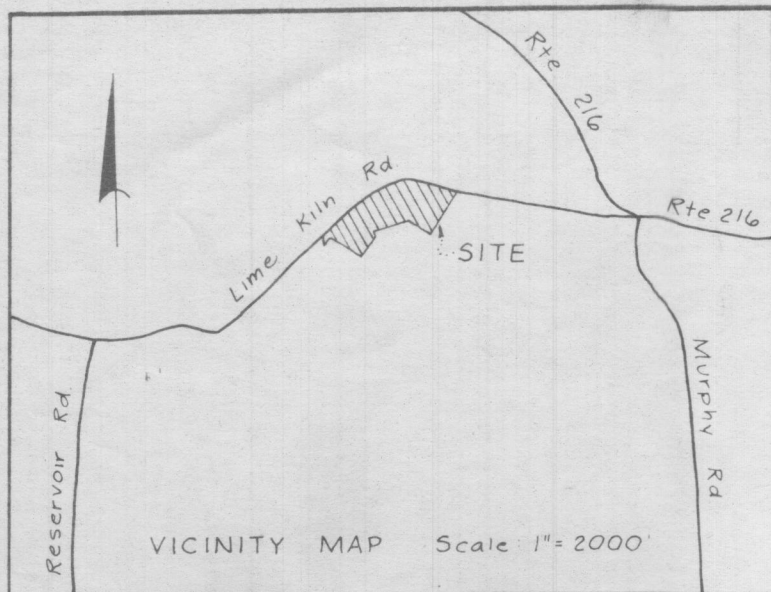 Rte 216
Lime Kiln Rd.
Rte 216
SITE
Murphy Rd
Reservoir Rd.
VICINITY MAP Scale: 1"= 2000'